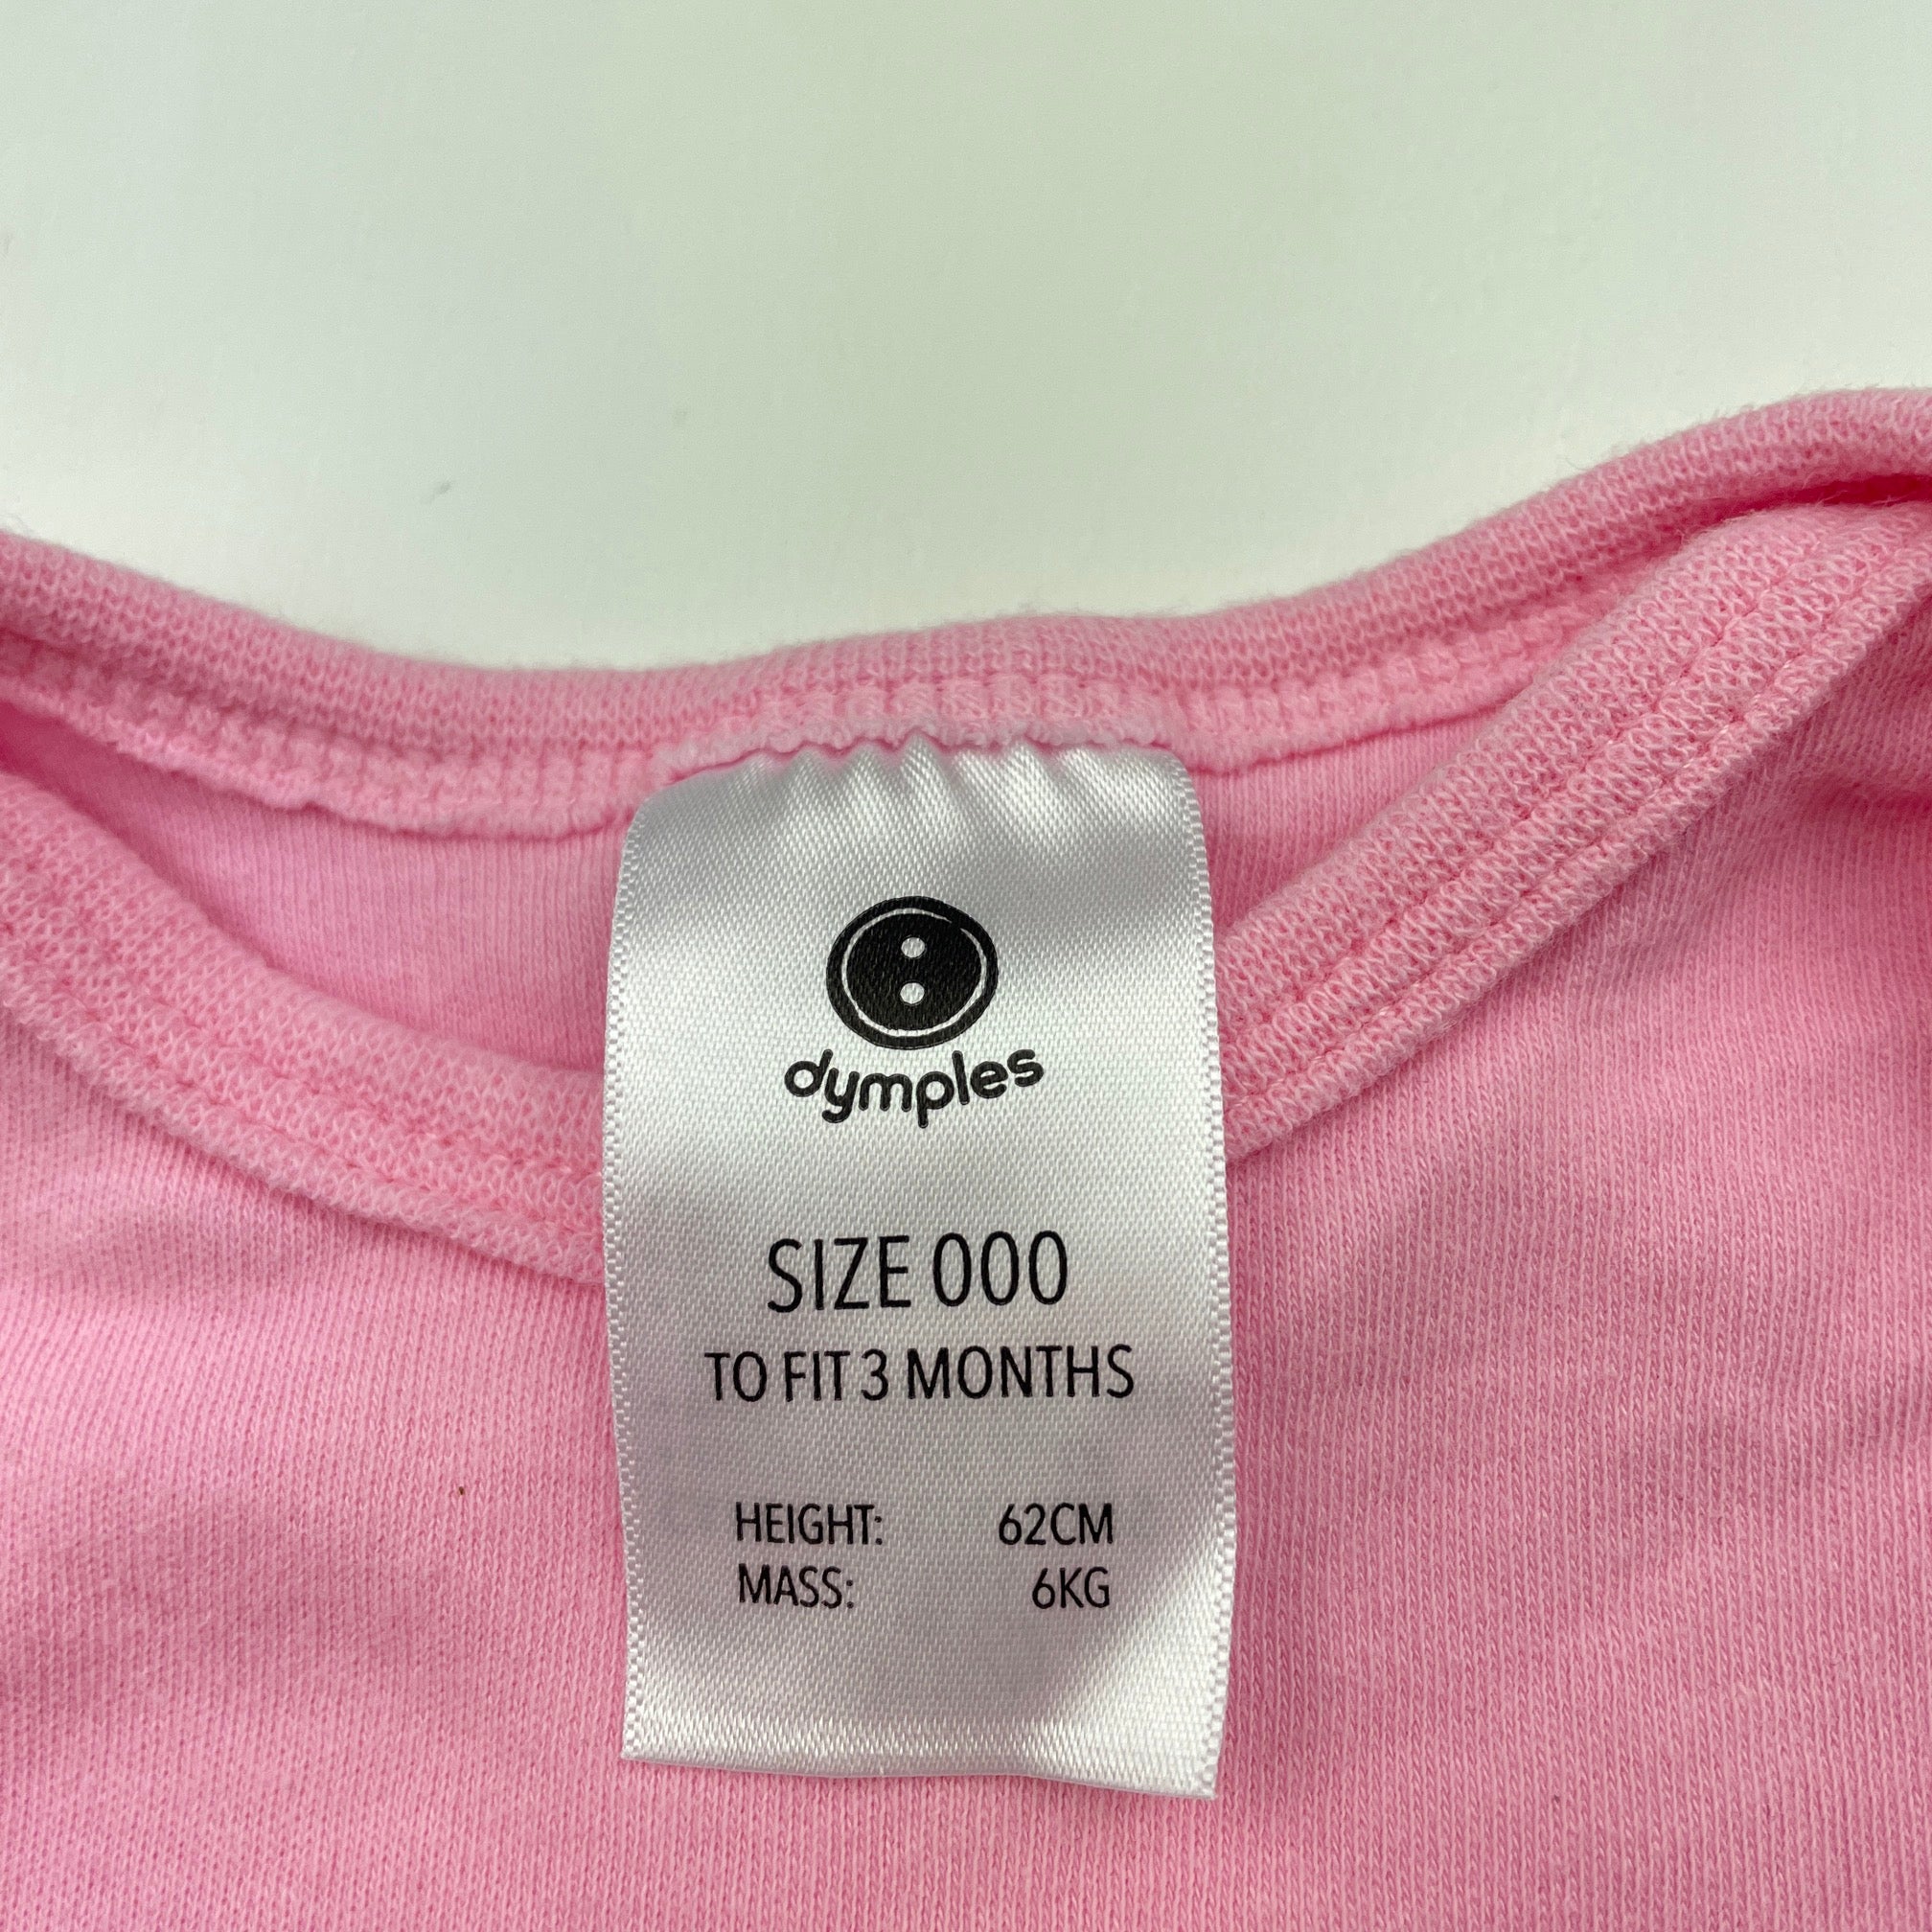 dymples
SIZE 000
TO FIT 3 MONTHS
HEIGHT: 62CM
MASS: 6KG